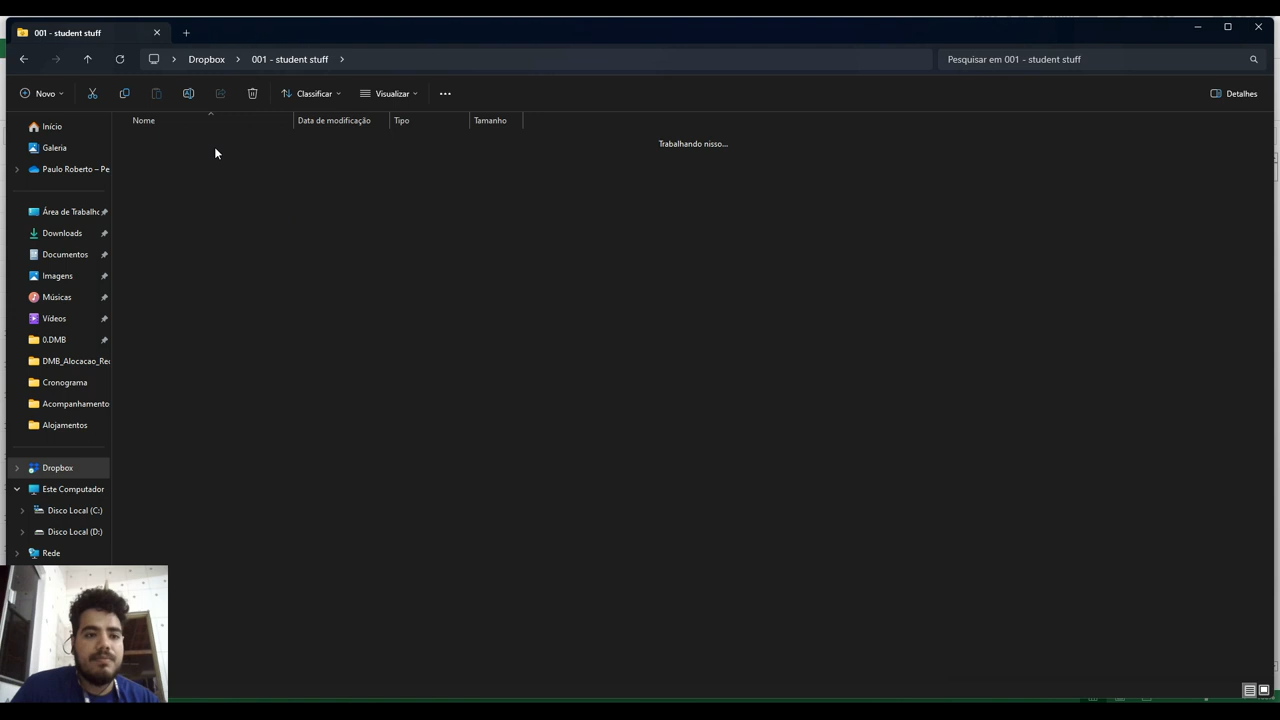 001 - student stuff
Dropbox
001 - student stuff
Pesquisar em 001 - student stuff
Novo
Classificar
Visualizar
Detalhes
Nome
Data de modificação
Tipo
Tamanho
Trabalhando nisso...
Início
Galeria
Paulo Roberto – Pe
Área de Trabalho
Downloads
Documentos
Imagens
Músicas
Vídeos
0.DMB
DMB_Alocacao_Rec
Cronograma
Acompanhamento
Alojamentos
Dropbox
Este Computador
Disco Local (C:)
Disco Local (D:)
Rede